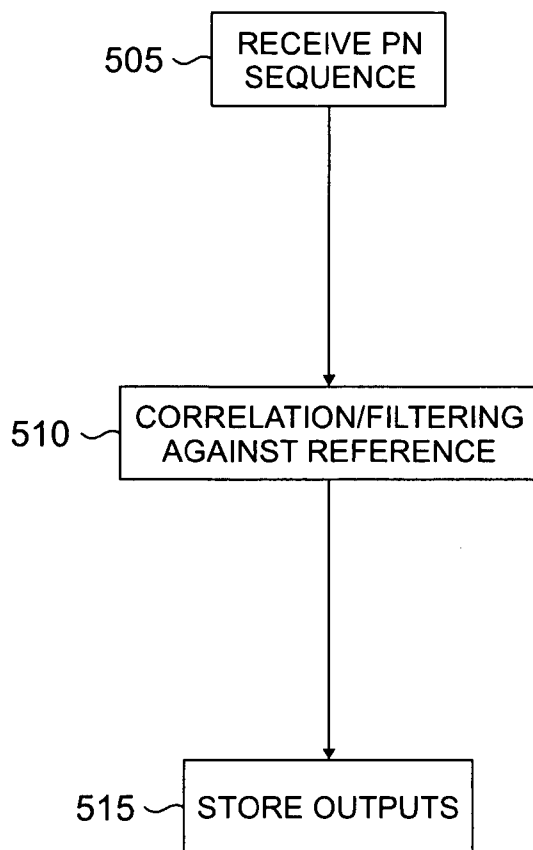 505
RECEIVE PN
SEQUENCE
510
CORRELATION/FILTERING
AGAINST REFERENCE
515
STORE OUTPUTS